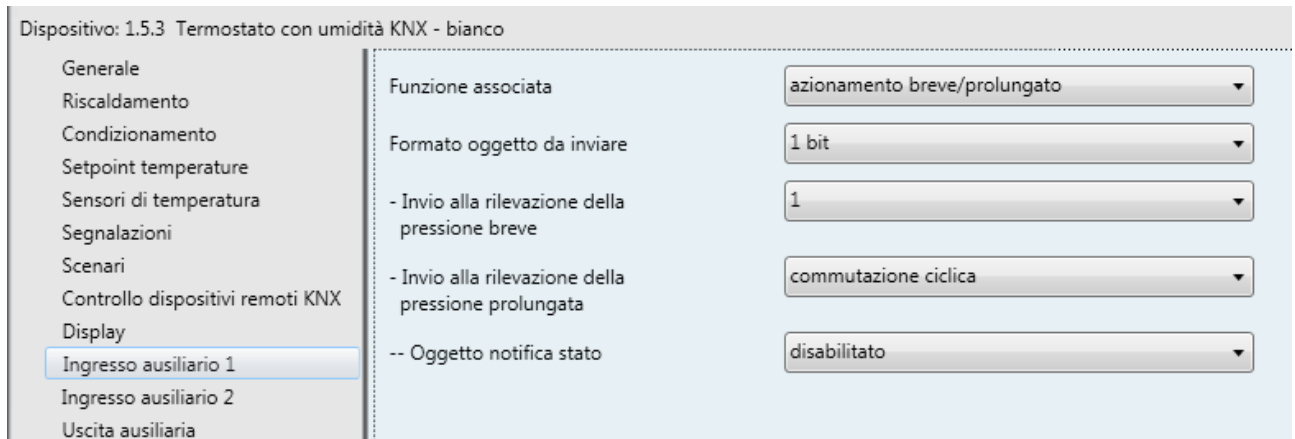 Dispositivo: 1.5.3 Termostato con umidità KNX - bianco
Generale
Riscaldamento
Condizionamento
Setpoint temperature
Sensori di temperatura
Segnalazioni
Scenari
Controllo dispositivi remoti KNX
Display
Ingresso ausiliario 1
Ingresso ausiliario 2
Uscita ausiliaria
Funzione associata
azionamento breve/prolungato
Formato oggetto da inviare
1 bit
- Invio alla rilevazione della
pressione breve
1
- Invio alla rilevazione della
pressione prolungata
commutazione ciclica
-- Oggetto notifica stato
disabilitato